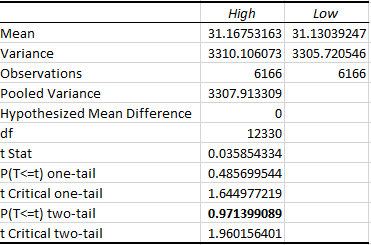 High Low
Mean 31.16753163 31.13039247
Variance 3310.106073 3305.720546
Observations 6166 6166
Pooled Variance 3307.913309
Hypothesized Mean Difference 0
df 12330
t Stat 0.035854334
P(T<=t) one-tail 0.485699544
t Critical one-tail 1.644977219
P(T<=t) two-tail 0.971399089
t Critical two-tail 1.960156401